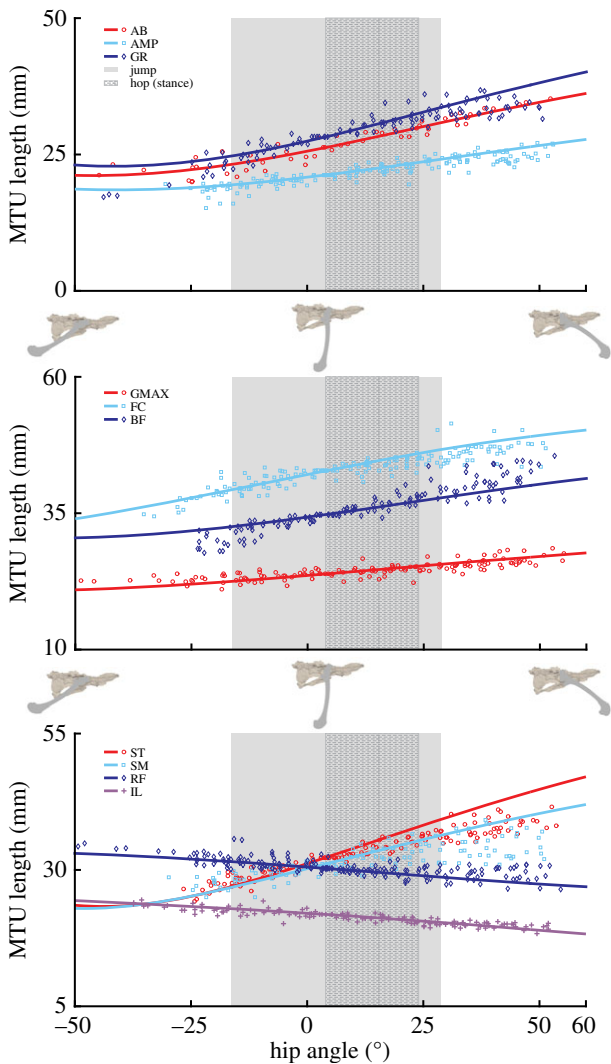 50
AB
AMP
GR
jump
hop (stance)
25
0
MTU length (mm)
60
GMAX
FC
BF
35
10
MTU length (mm)
55
ST
SM
RF
IL
30
5
MTU length (mm)
−50 −25 0 25 50 60
hip angle (°)